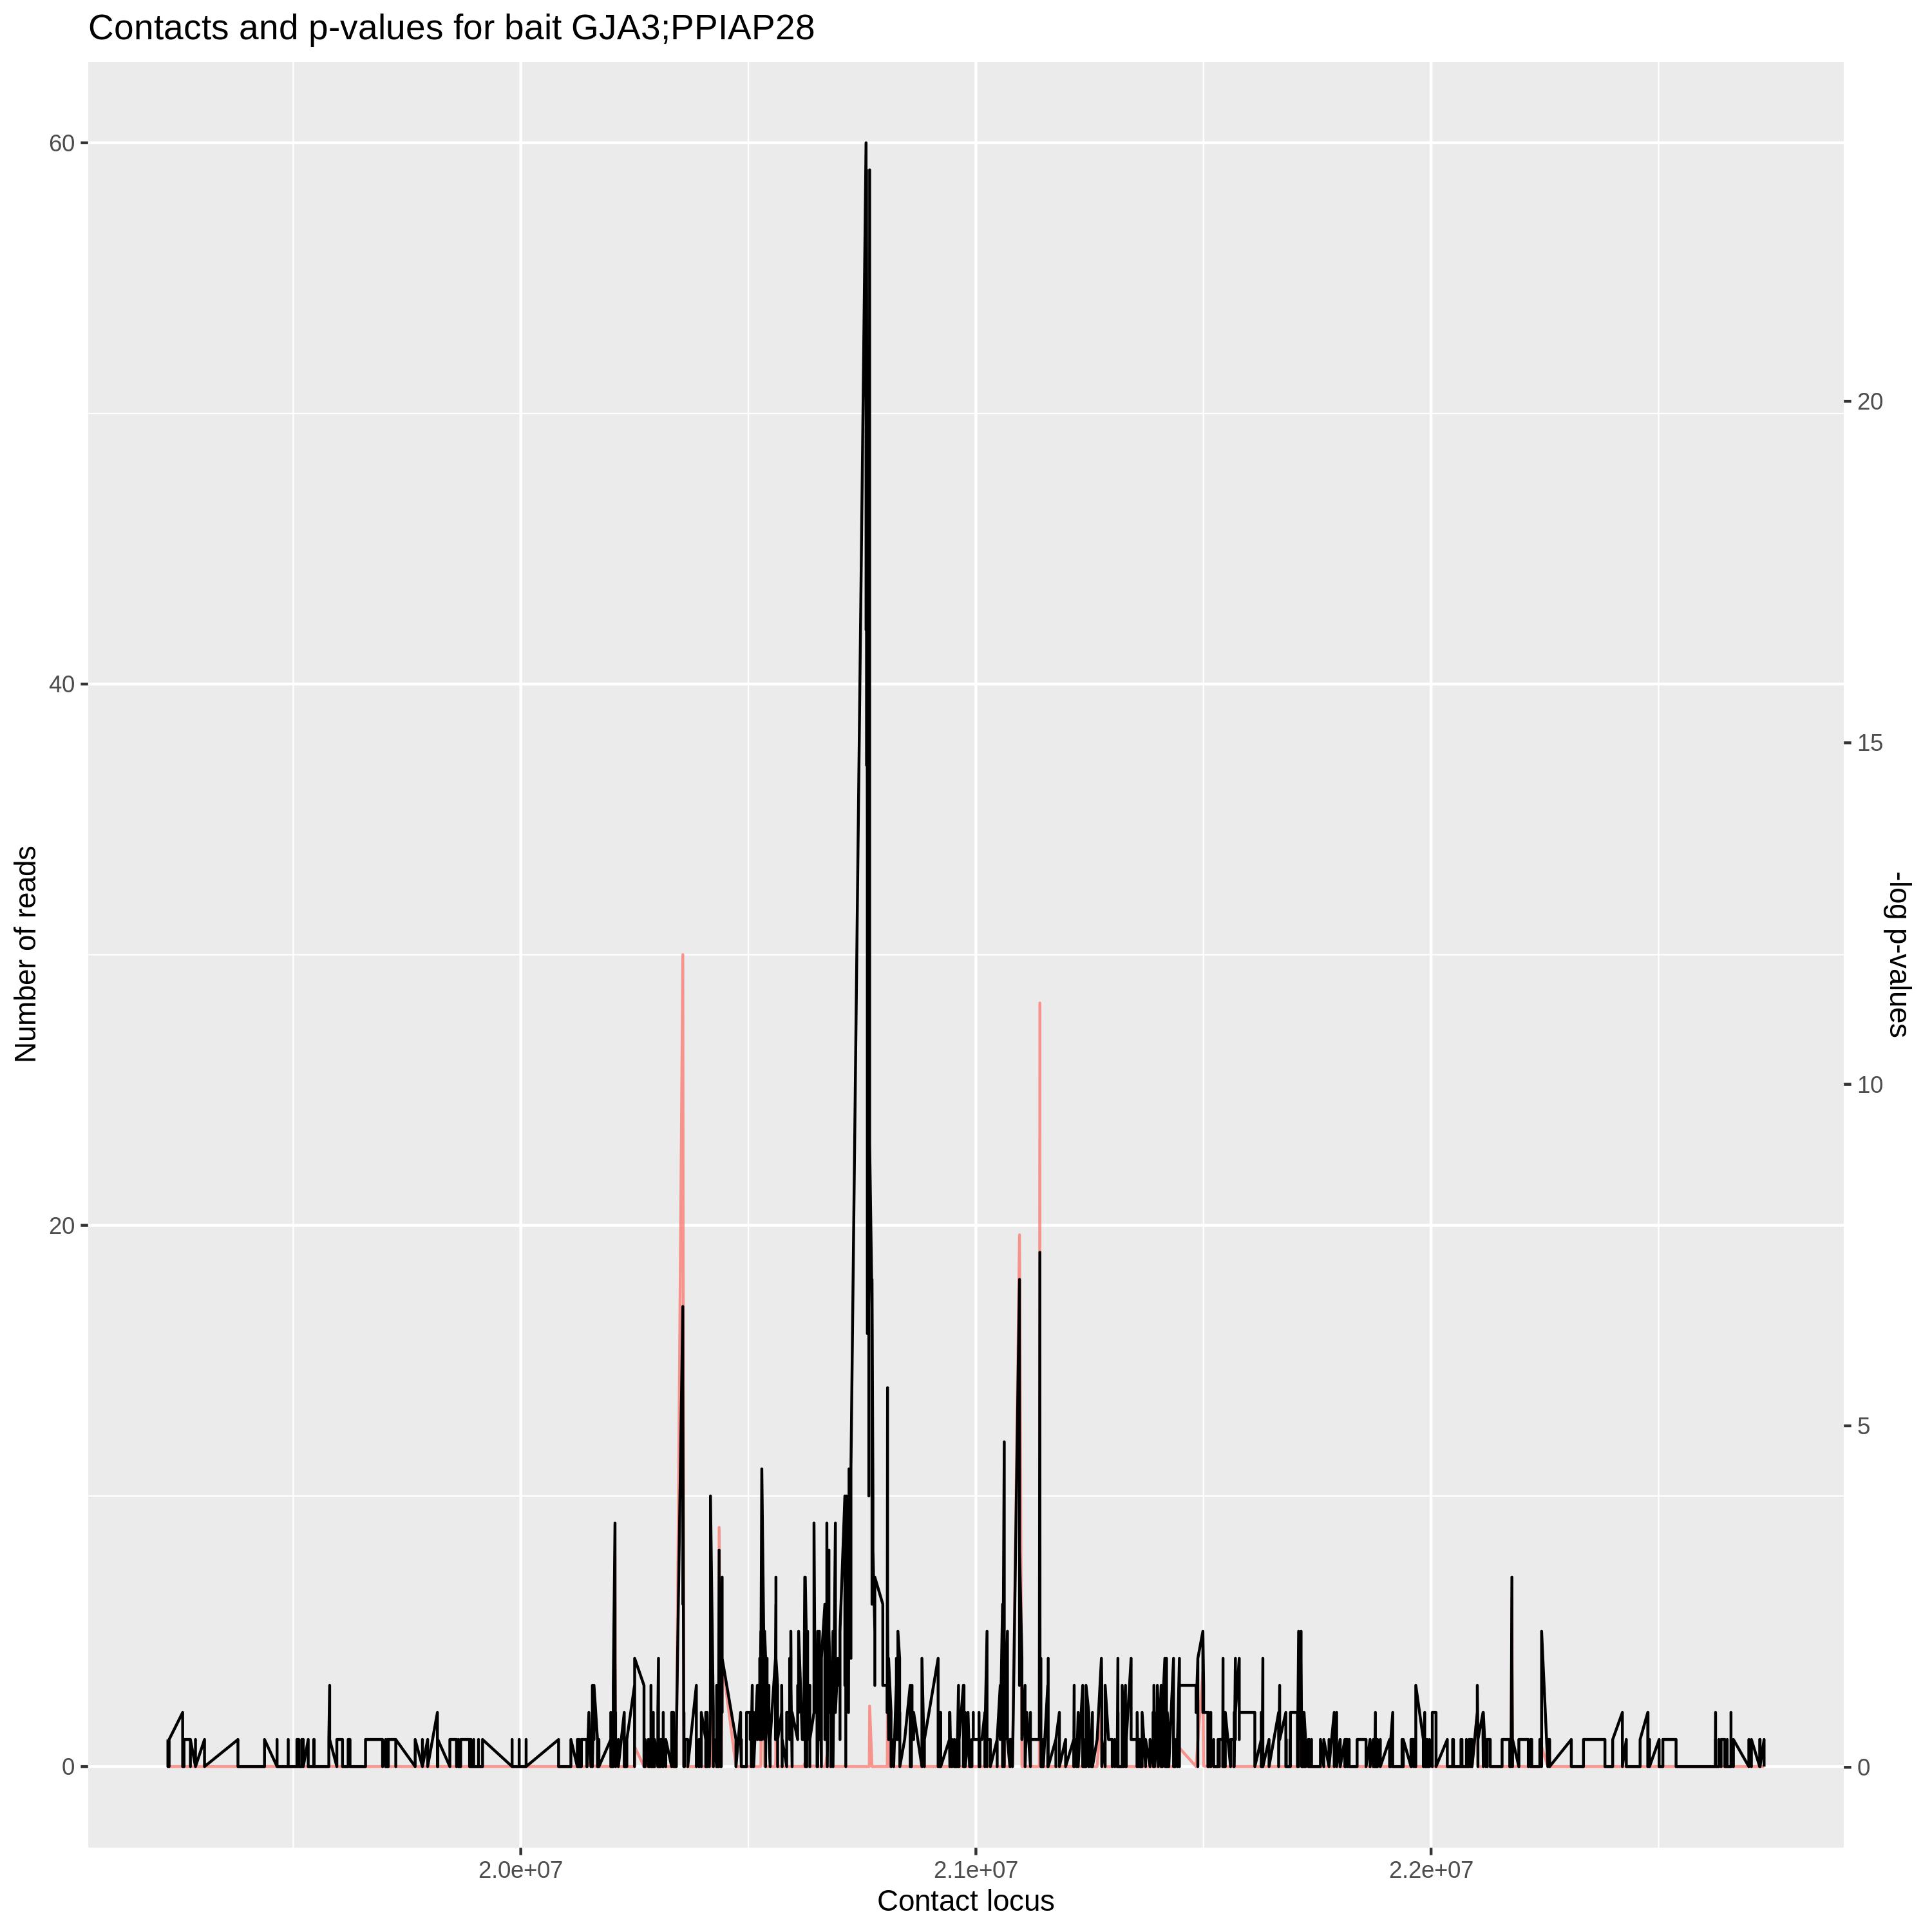 Contacts and p-values for bait GJA3;PPIAP28
60
40
20
0
Number of reads
20
15
10
5
0
-log p-values
2.0e+07
2.1e+07
2.2e+07
Contact locus